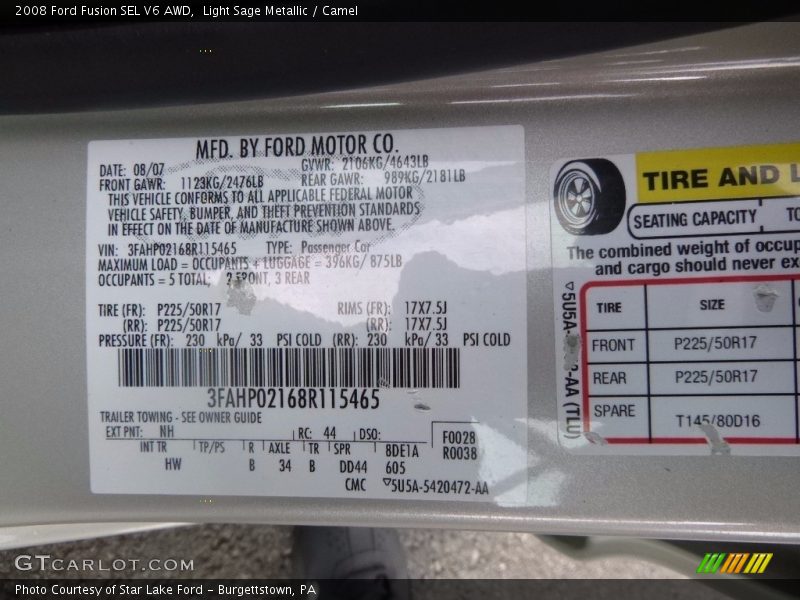 2008 Ford Fusion SEL V6 AWD, Light Sage Metallic / Camel
MFD. BY FORD MOTOR CO.
DATE: 08/07 GVWR: 2106KG/4643LB
FRONT GAWR: 1123KG/2476LB REAR GAWR: 989KG/2181LB
THIS VEHICLE CONFORMS TO ALL APPLICABLE FEDERAL MOTOR
VEHICLE SAFETY, BUMPER, AND THEFT PREVENTION STANDARDS
IN EFFECT ON THE DATE OF MANUFACTURE SHOWN ABOVE.
VIN: 3FAHP02168R115465 TYPE: Passenger Car
MAXIMUM LOAD = OCCUPANTS + LUGGAGE = 396KG/ 875LB
OCCUPANTS = 5 TOTAL; 2 FRONT, 3 REAR
TIRE (FR): P225/50R17 RIMS (FR): 17X7.5J
(RR): P225/50R17 (RR): 17X7.5J
PRESSURE (FR): 230 kPa/ 33 PSI COLD (RR): 230 kPa/ 33 PSI COLD
3FAHP02168R115465
TRAILER TOWING - SEE OWNER GUIDE
EXT PNT: NH RC: 44 DSO: F0028
INT TR TP/PS R AXLE TR SPR 8DE1A R0038
HW B 34 B DD44 605
CMC 5U5A-5420472-AA
TIRE AND L
SEATING CAPACITY TO
The combined weight of occup
and cargo should never ex
TIRE SIZE
FRONT P225/50R17
REAR P225/50R17
SPARE T145/80D16
5U5A- -AA (TLU)
GTCARLOT.COM
Photo Courtesy of Star Lake Ford - Burgettstown, PA